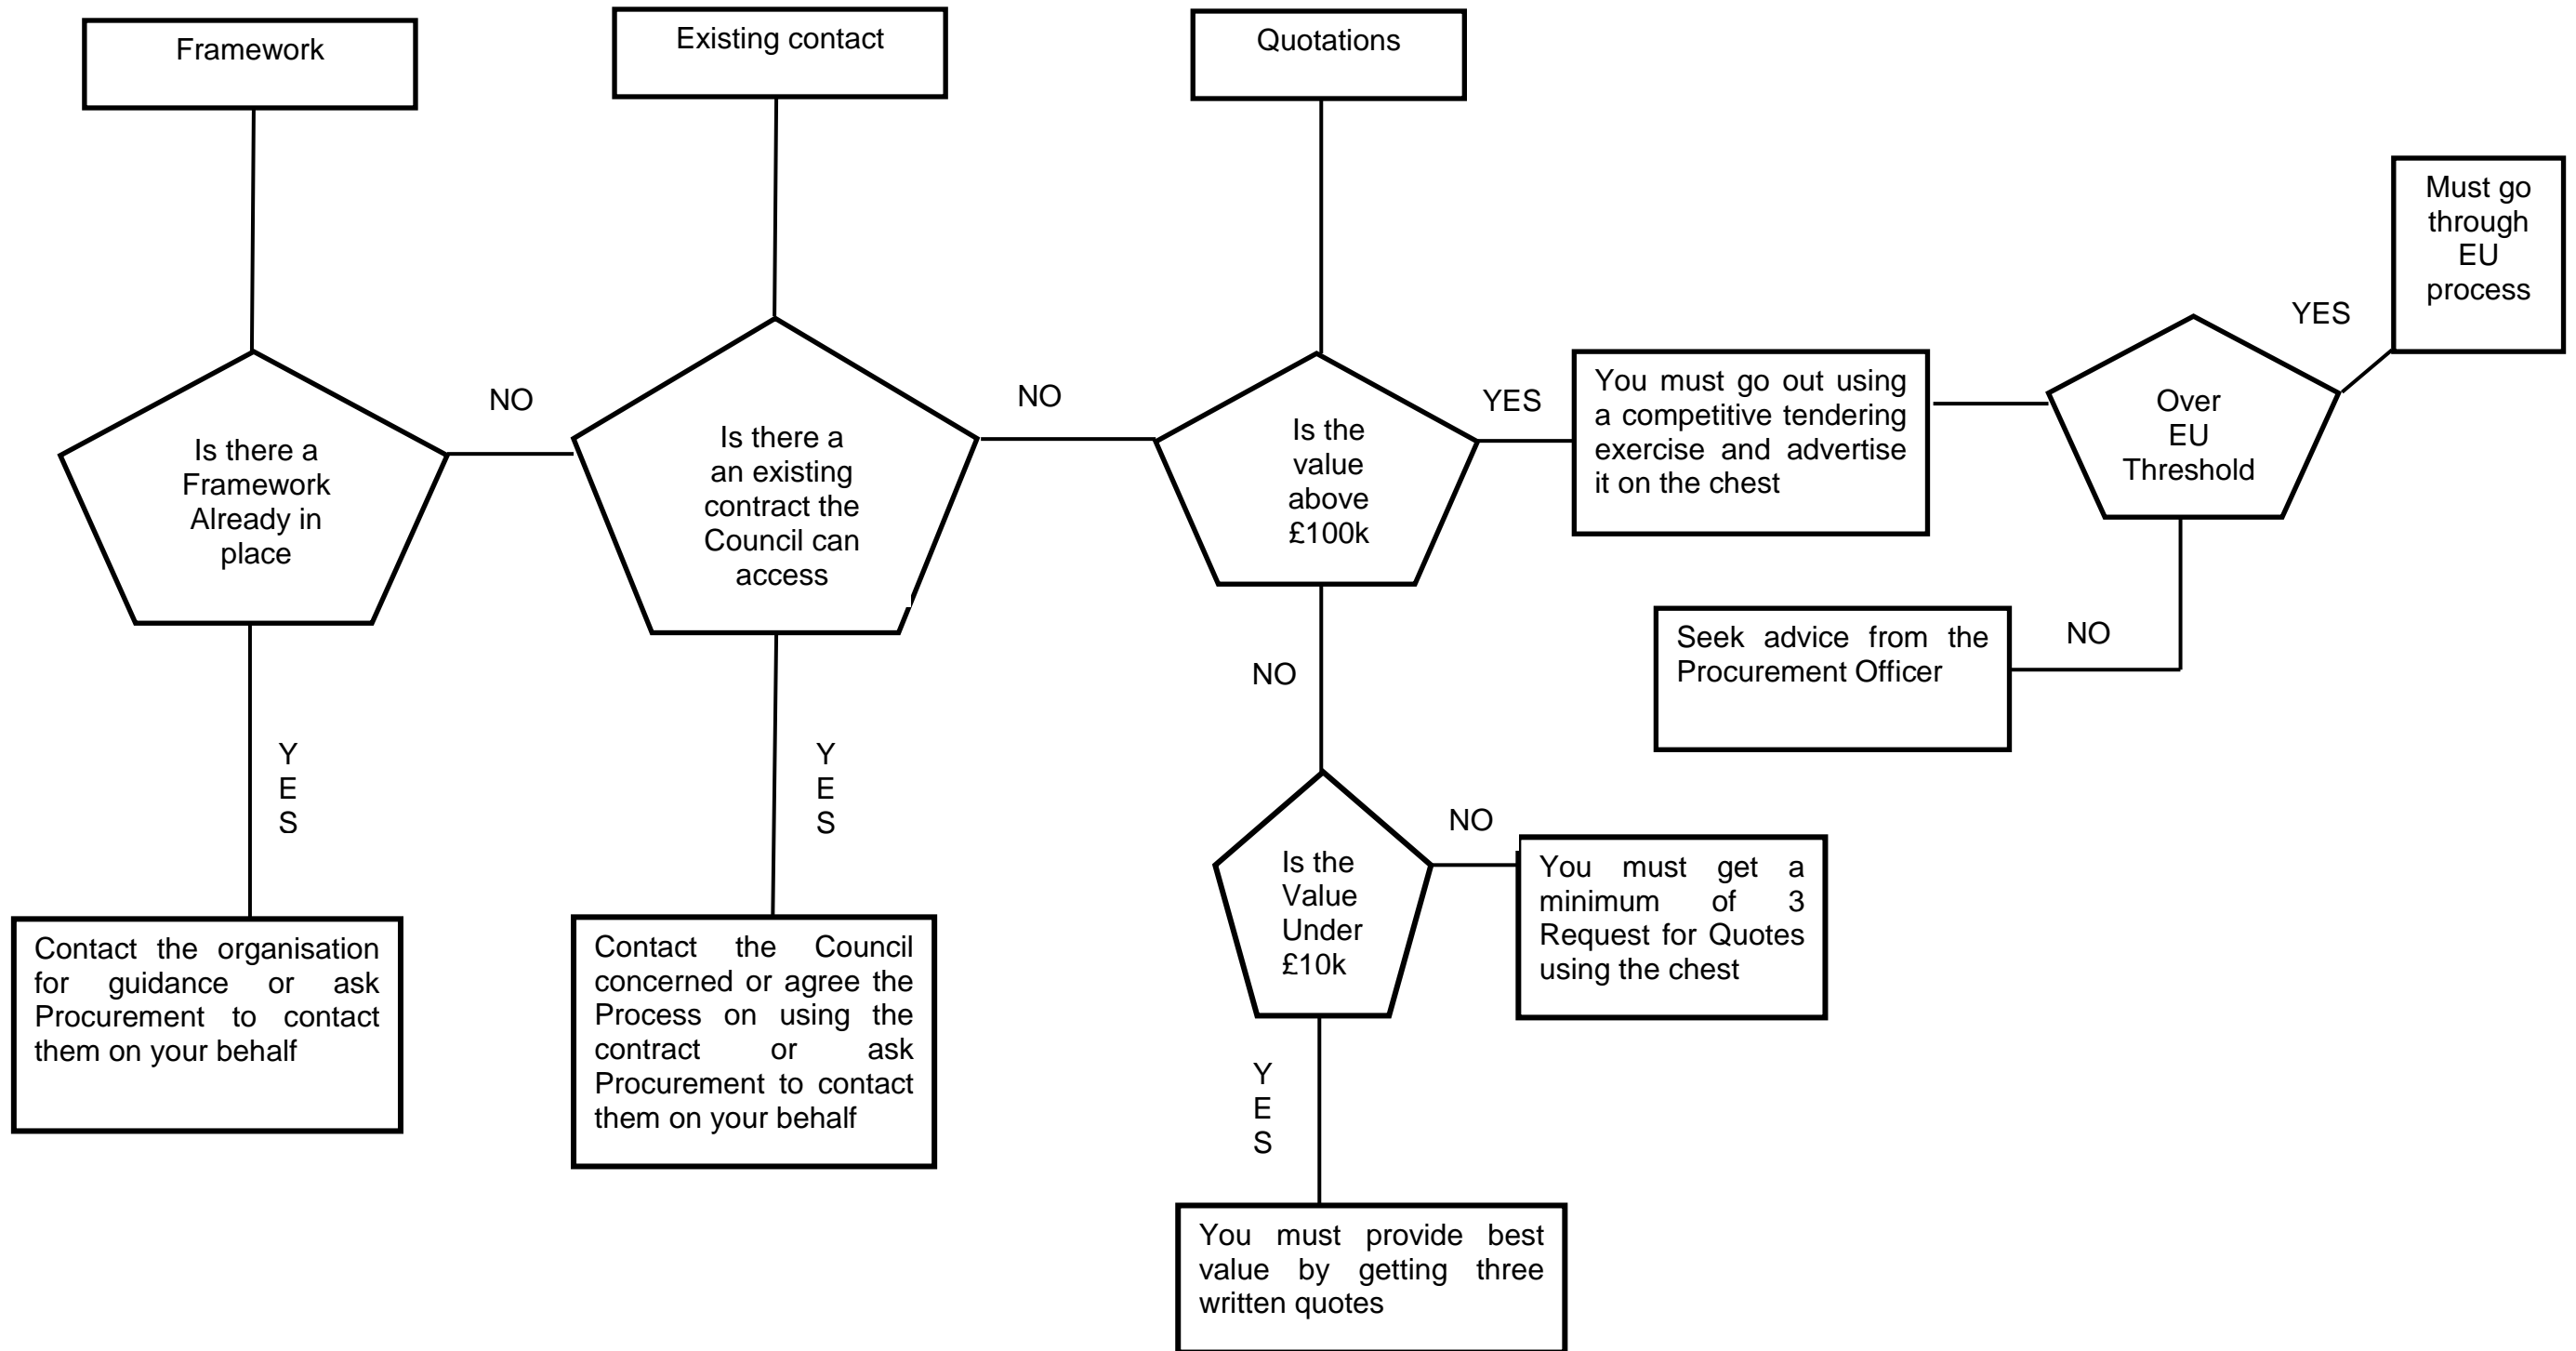 Framework
Existing contact
Quotations
Must go
through
EU
process
YES
NO
NO
YES
You must go out using
a competitive tendering
exercise and advertise
it on the chest
Over
EU
Threshold
Is there a
Framework
Already in
place
Is there a
an existing
contract the
Council can
access
Is the
value
above
£100k
Seek advice from the
Procurement Officer
NO
NO
Y
E
S
Y
E
S
NO
Is the
Value
Under
£10k
You must get a
minimum of 3
Request for Quotes
using the chest
Contact the organisation
for guidance or ask
Procurement to contact
them on your behalf
Contact the Council
concerned or agree the
Process on using the
contract or ask
Procurement to contact
them on your behalf
Y
E
S
You must provide best
value by getting three
written quotes